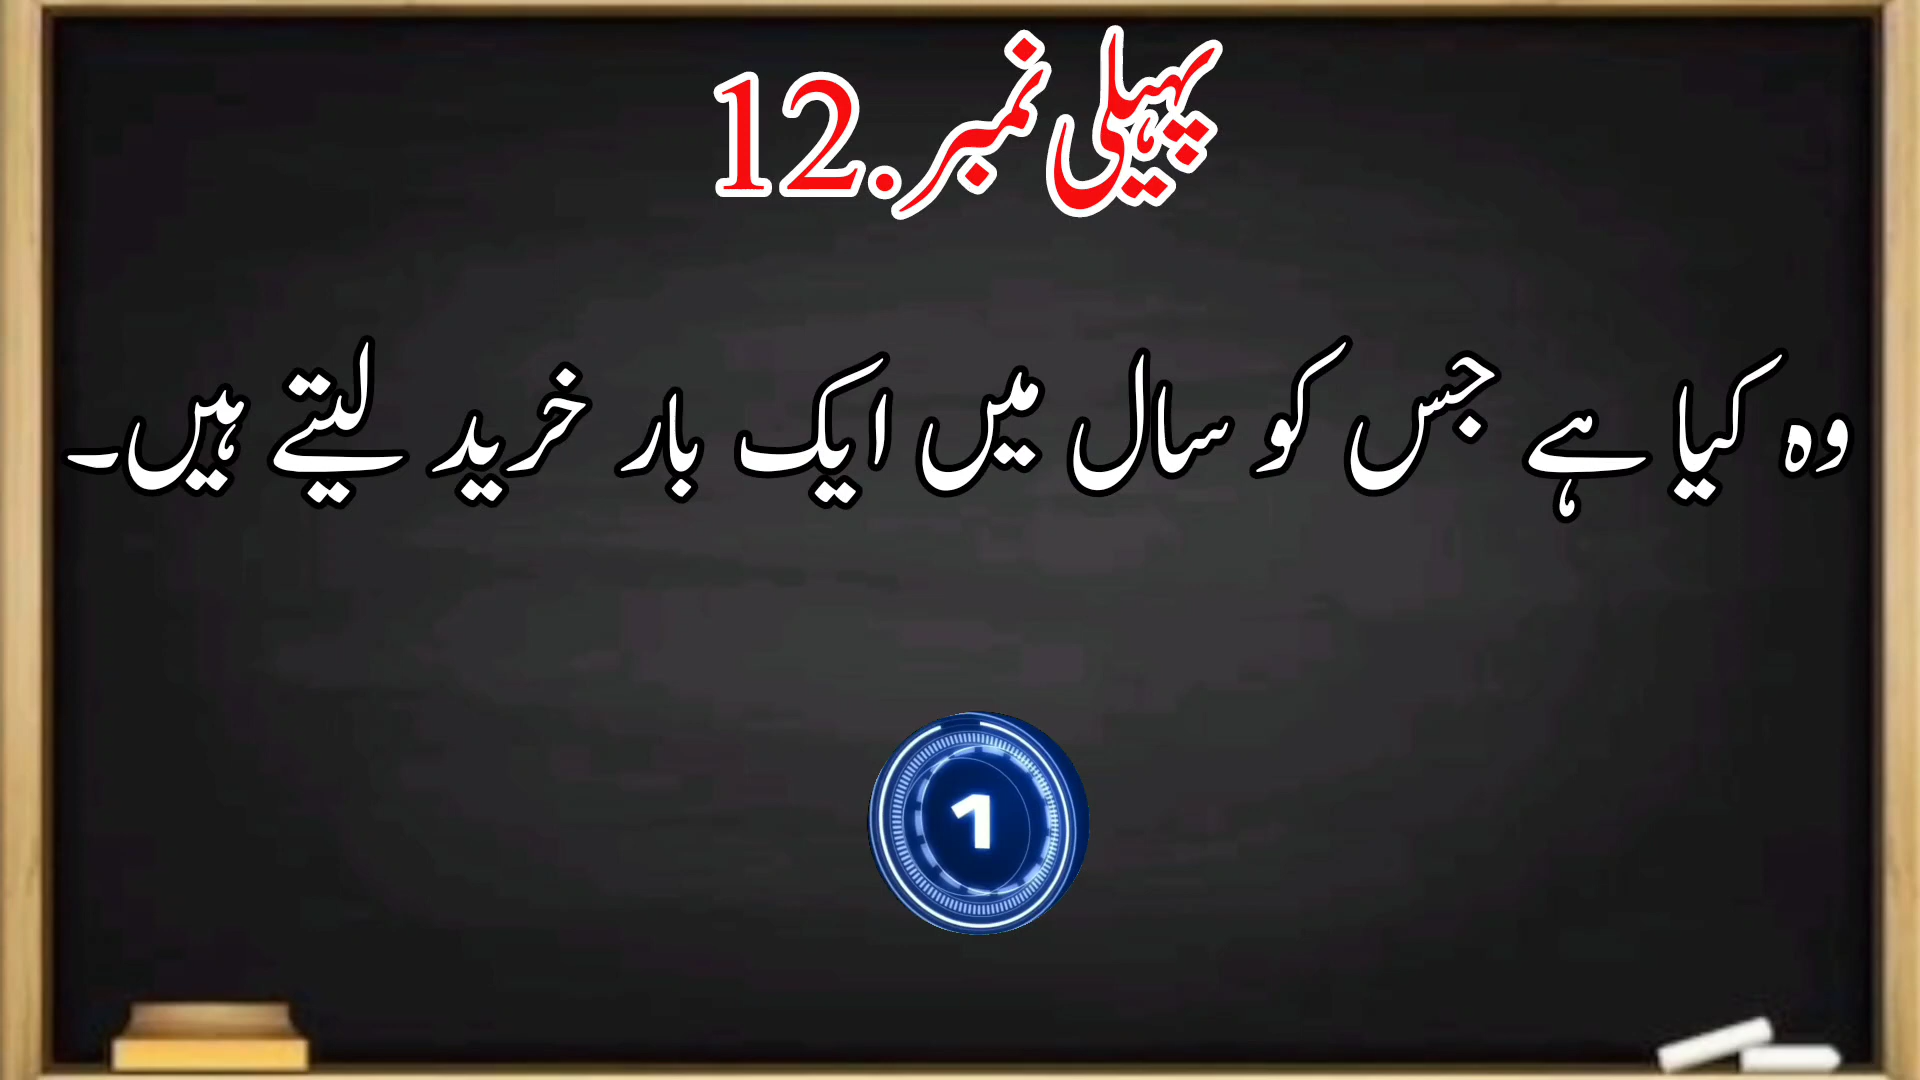 پہیلی نمبر.12
وہ کیا ہے جس کو سال میں ایک بار خرید لیتے ہیں۔
1